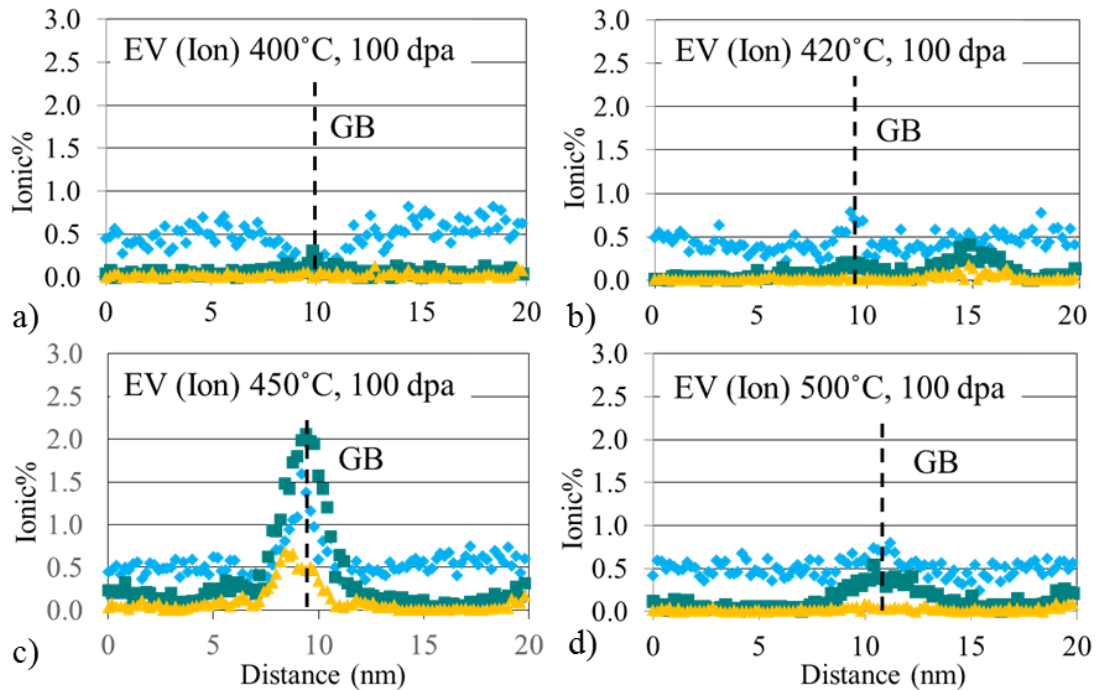 3.0
2.5
2.0
1.5
1.0
0.5
0.0
Ionic%
EV (Ion) 400˚C, 100 dpa
GB
0 5 10 15 20
a)
3.0
2.5
2.0
1.5
1.0
0.5
0.0
Ionic%
EV (Ion) 420˚C, 100 dpa
GB
0 5 10 15 20
b)
3.0
2.5
2.0
1.5
1.0
0.5
0.0
Ionic%
EV (Ion) 450˚C, 100 dpa
GB
0 5 10 15 20
Distance (nm)
c)
3.0
2.5
2.0
1.5
1.0
0.5
0.0
Ionic%
EV (Ion) 500˚C, 100 dpa
GB
0 5 10 15 20
Distance (nm)
d)